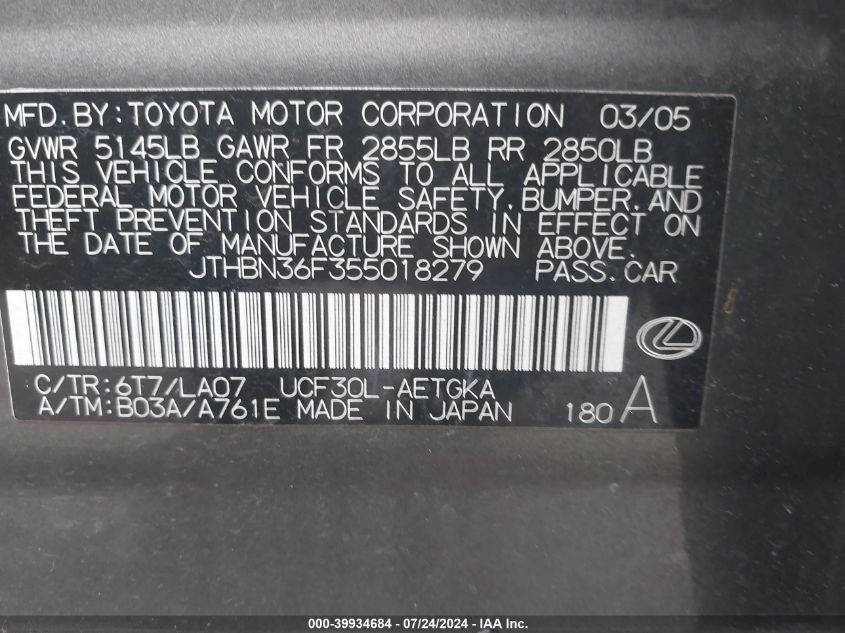 MFD.BY:TOYOTA MOTOR CORPORATION 03/05
GVWR 5145LB GAWR FR 2855LB RR 2850LB
THIS VEHICLE CONFORMS TO ALL APPLICABLE
FEDERAL MOTOR VEHICLE SAFETY,BUMPER,AND
THEFT PREVENTION STANDARDS IN EFFECT ON
THE DATE OF MANUFACTURE SHOWN ABOVE.
JTHBN36F355018279 PASS.CAR
C/TR:6T7/LA07 UCF30L-AETGKA
A/TM:B03A/A761E MADE IN JAPAN 180 A
000-39934684 / 07/24/2024 - IAA Inc.